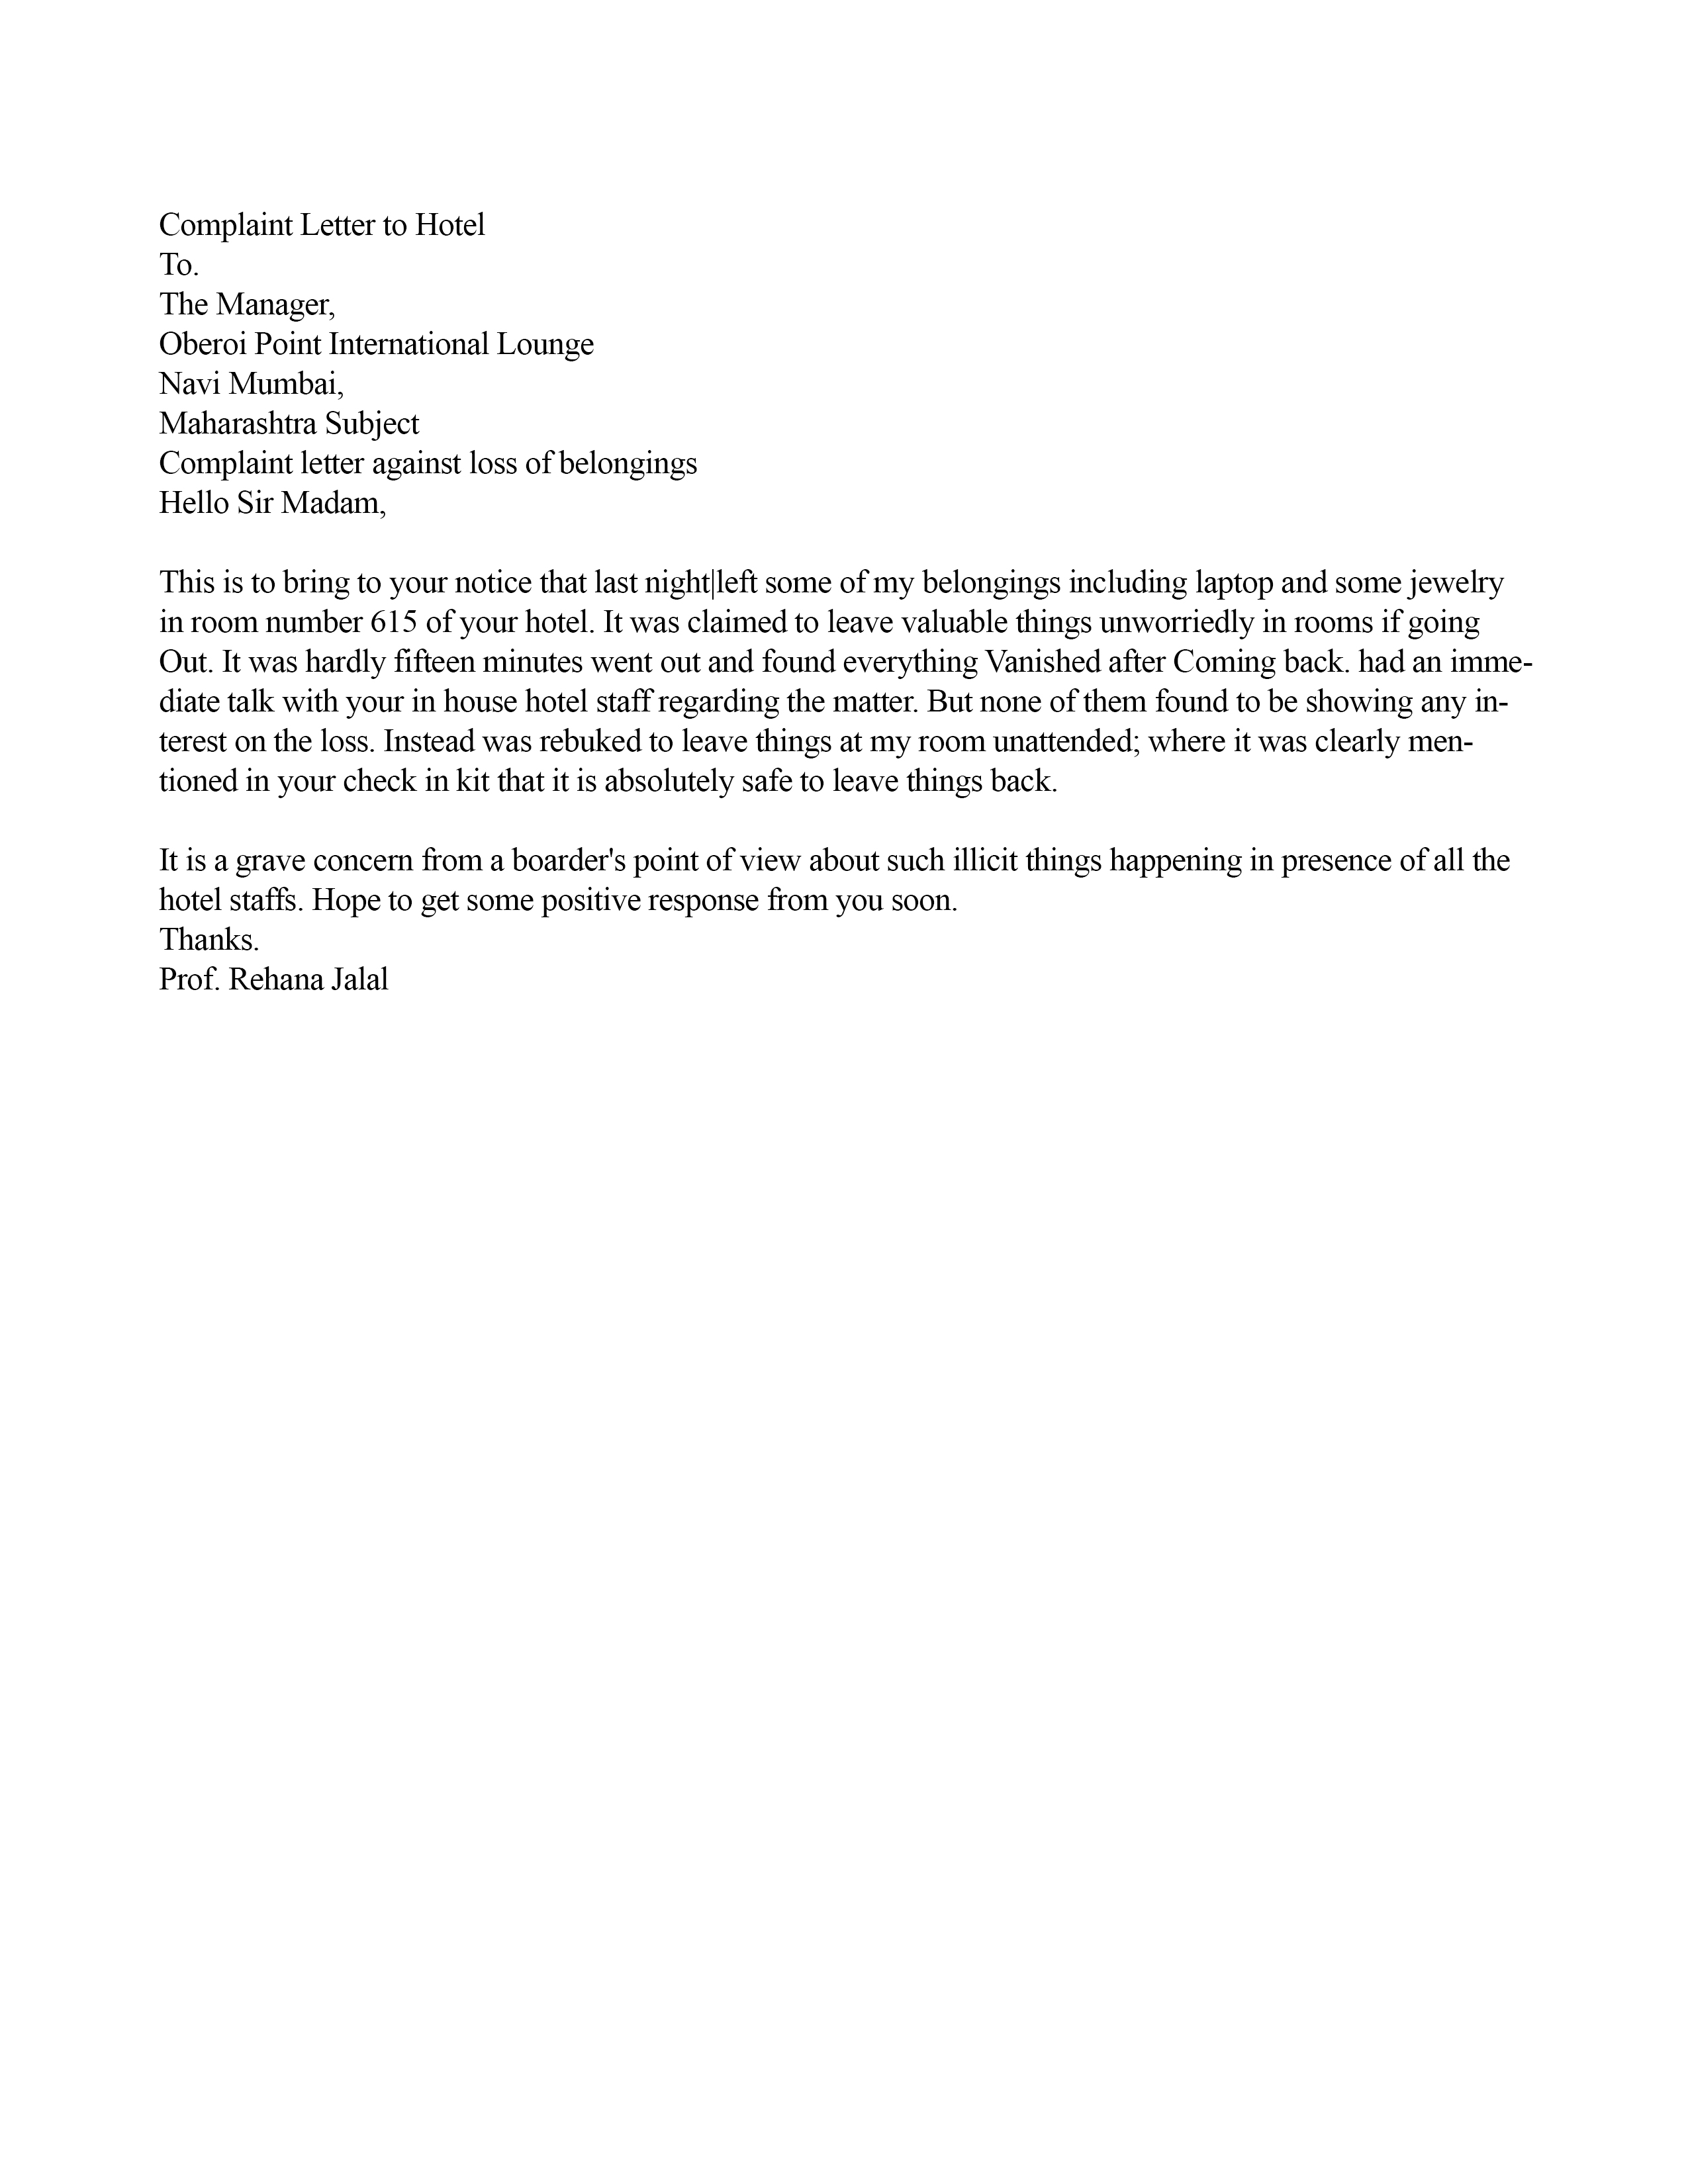 Complaint Letter to Hotel
To.
The Manager,
Oberoi Point International Lounge
Navi Mumbai,
Maharashtra Subject
Complaint letter against loss of belongings
Hello Sir Madam,
This is to bring to your notice that last night|left some of my belongings including laptop and some jewelry
in room number 615 of your hotel. It was claimed to leave valuable things unworriedly in rooms if going
Out. It was hardly fifteen minutes went out and found everything Vanished after Coming back. had an imme-
diate talk with your in house hotel staff regarding the matter. But none of them found to be showing any in-
terest on the loss. Instead was rebuked to leave things at my room unattended; where it was clearly men-
tioned in your check in kit that it is absolutely safe to leave things back.
It is a grave concern from a boarder's point of view about such illicit things happening in presence of all the
hotel staffs. Hope to get some positive response from you soon.
Thanks.
Prof. Rehana Jalal